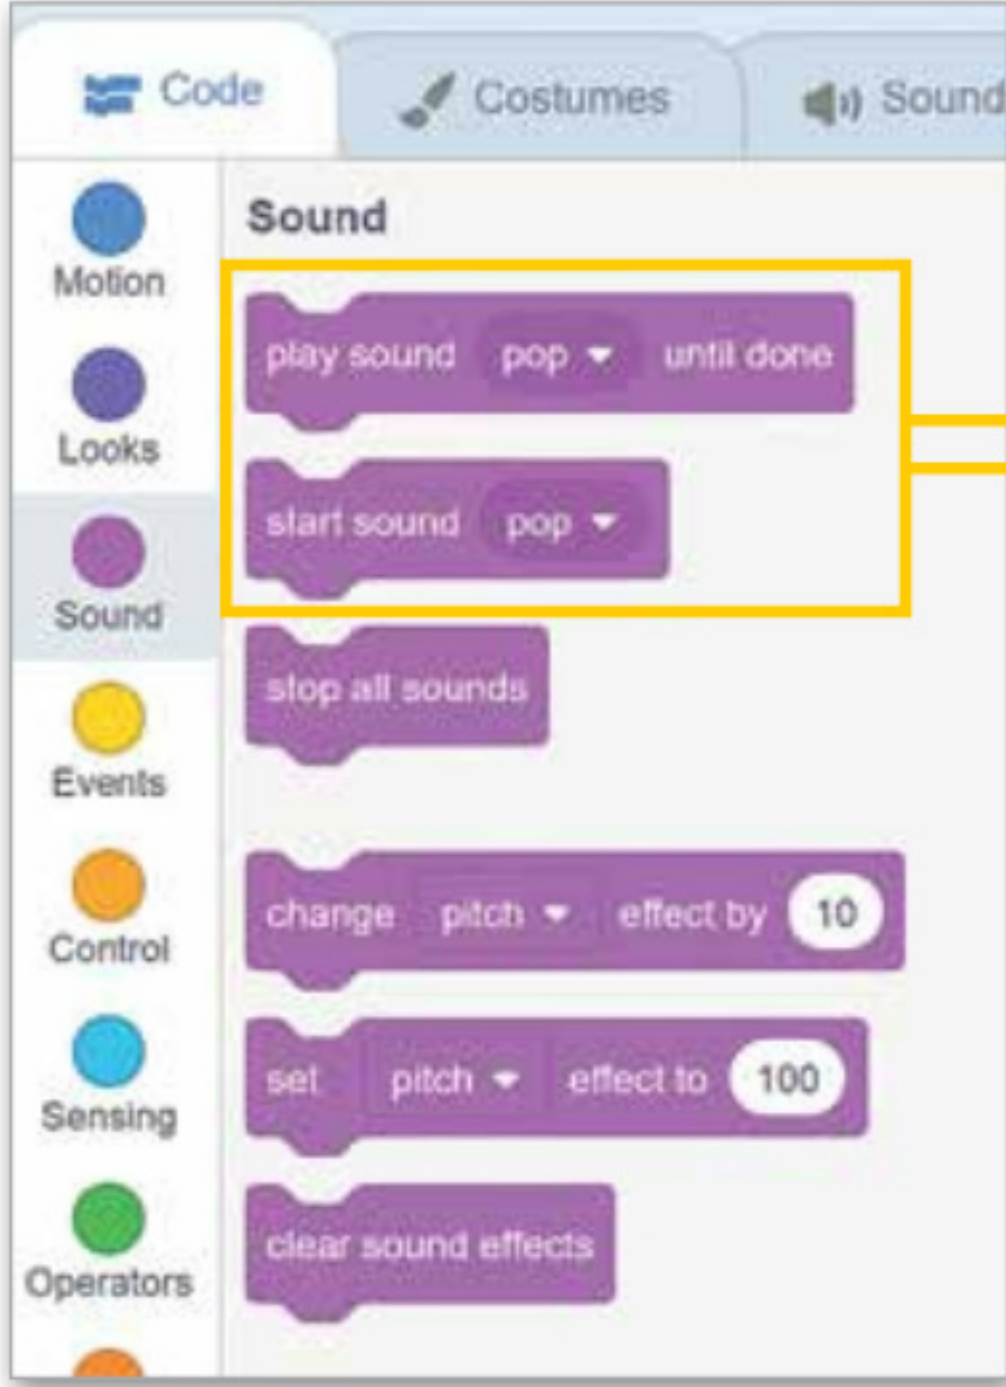 Code
Costumes
Sound
Motion
Looks
Sound
Events
Control
Sensing
Operators
Sound
play sound pop until done
start sound pop
stop all sounds
change pitch effect by 10
set pitch effect to 100
clear sound effects